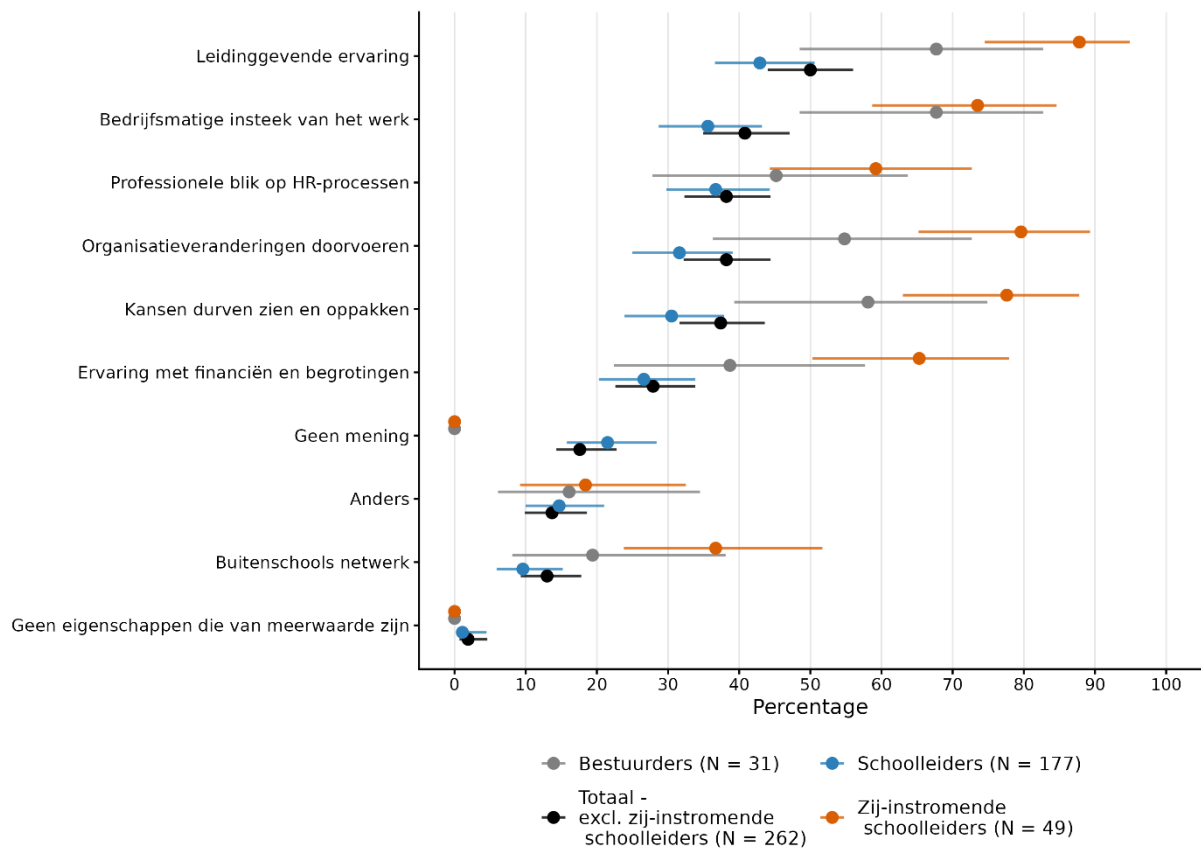 Leidinggevende ervaring
Bedrijfsmatige insteek van het werk
Professionele blik op HR-processen
Organisatieveranderingen doorvoeren
Kansen durven zien en oppakken
Ervaring met financiën en begrotingen
Geen mening
Anders
Buitenschools netwerk
Geen eigenschappen die van meerwaarde zijn
0 10 20 30 40 50 60 70 80 90 100
Percentage
Bestuurders (N = 31)
Schoolleiders (N = 177)
Totaal -
excl. zij-instromende
schoolleiders (N = 262)
Zij-instromende
schoolleiders (N = 49)